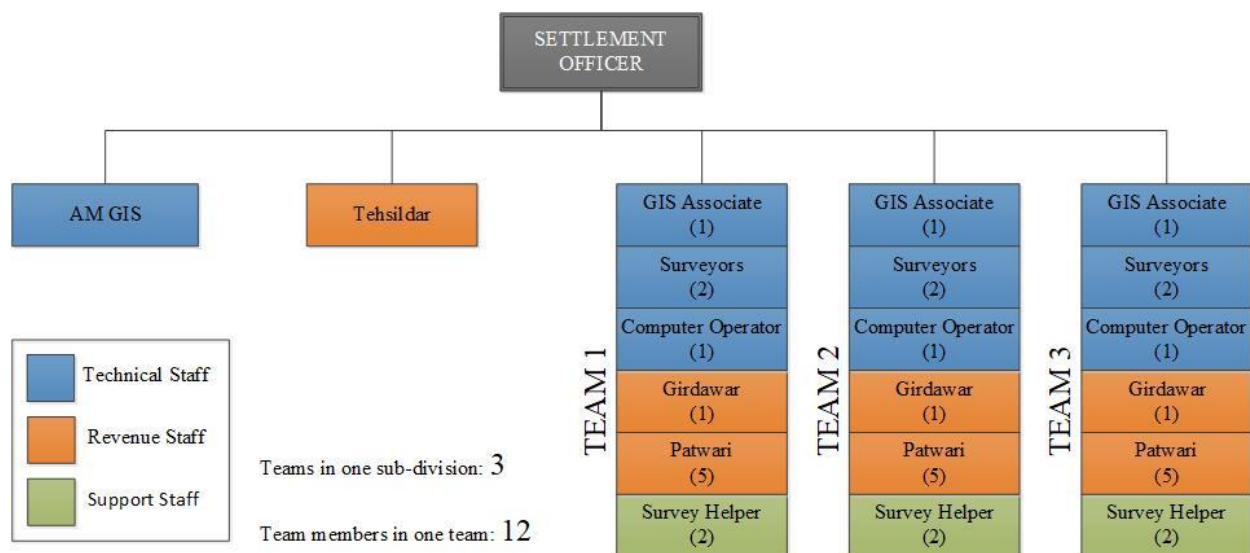 SETTLEMENT
OFFICER
AM GIS
Tehsildar
TEAM 1
GIS Associate
(1)
Surveyors
(2)
Computer Operator
(1)
Girdawar
(1)
Patwari
(5)
Survey Helper
(2)
TEAM 2
GIS Associate
(1)
Surveyors
(2)
Computer Operator
(1)
Girdawar
(1)
Patwari
(5)
Survey Helper
(2)
TEAM 3
GIS Associate
(1)
Surveyors
(2)
Computer Operator
(1)
Girdawar
(1)
Patwari
(5)
Survey Helper
(2)
Technical Staff
Revenue Staff
Support Staff
Teams in one sub-division: 3
Team members in one team: 12